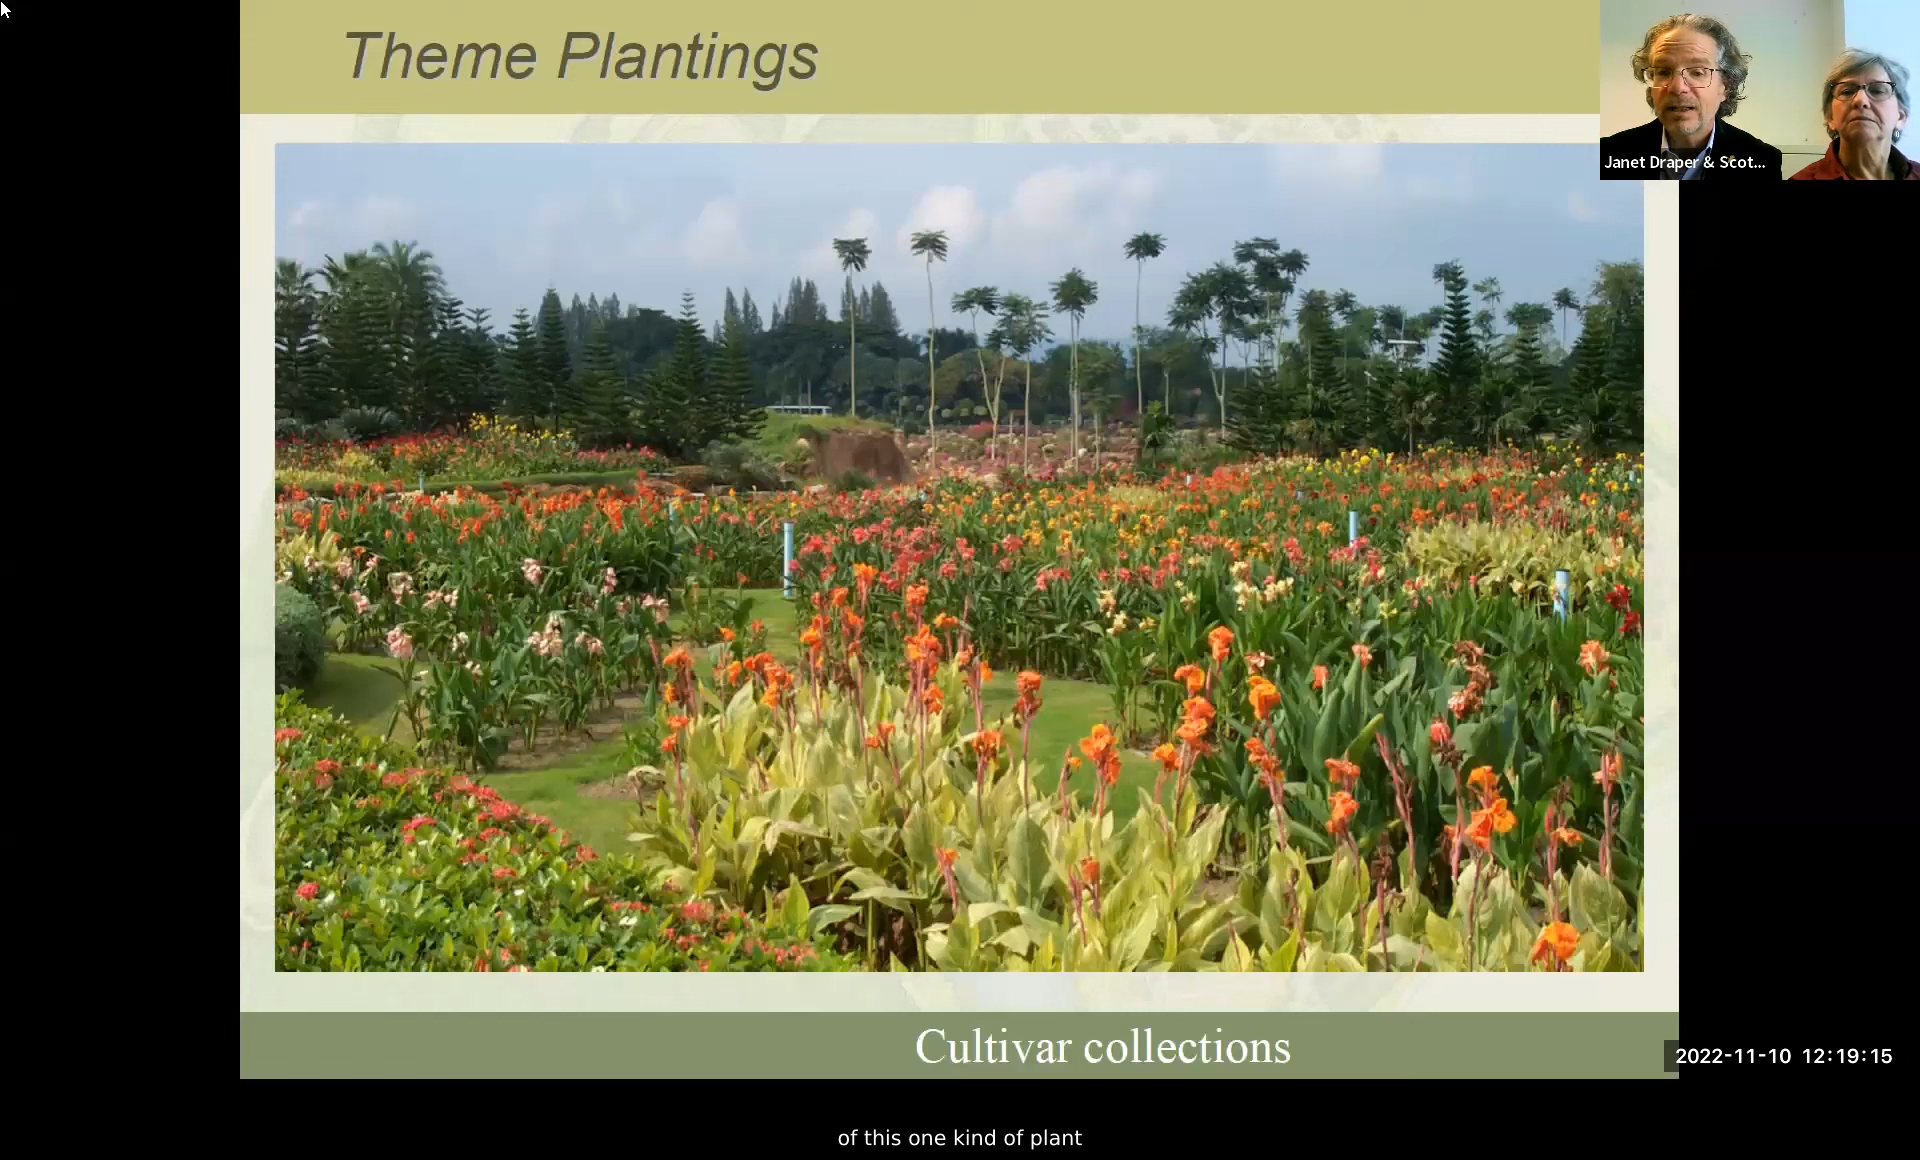 Theme Plantings
Janet Draper & Scot...
Cultivar collections
2022-11-10 12:19:15
of this one kind of plant